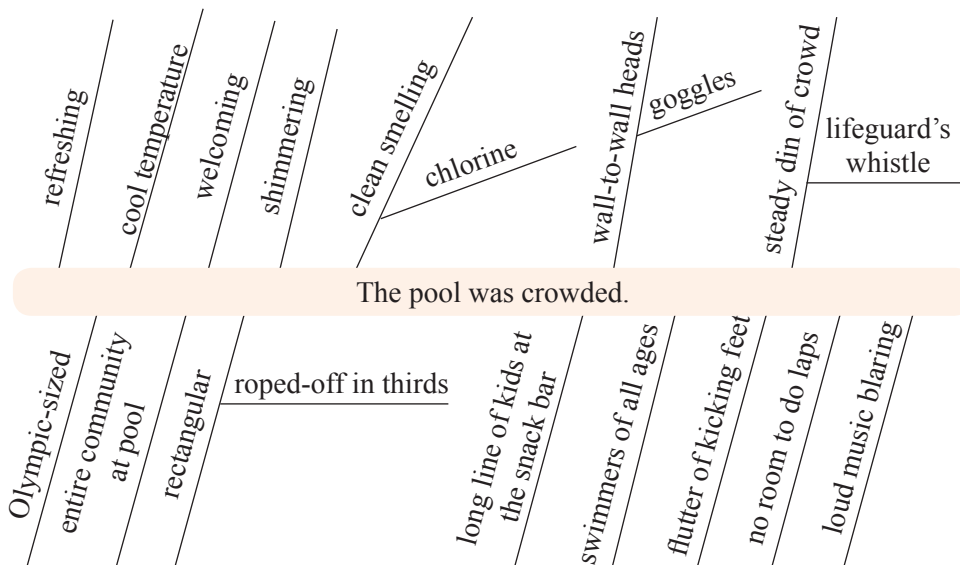 refreshing
cool temperature
welcoming
shimmering
clean smelling
chlorine
wall-to-wall heads
goggles
steady din of crowd
lifeguard’s
whistle
The pool was crowded.
Olympic-sized
entire community
at pool
rectangular
roped-off in thirds
long line of kids at
the snack bar
swimmers of all ages
flutter of kicking feet
no room to do laps
loud music blaring